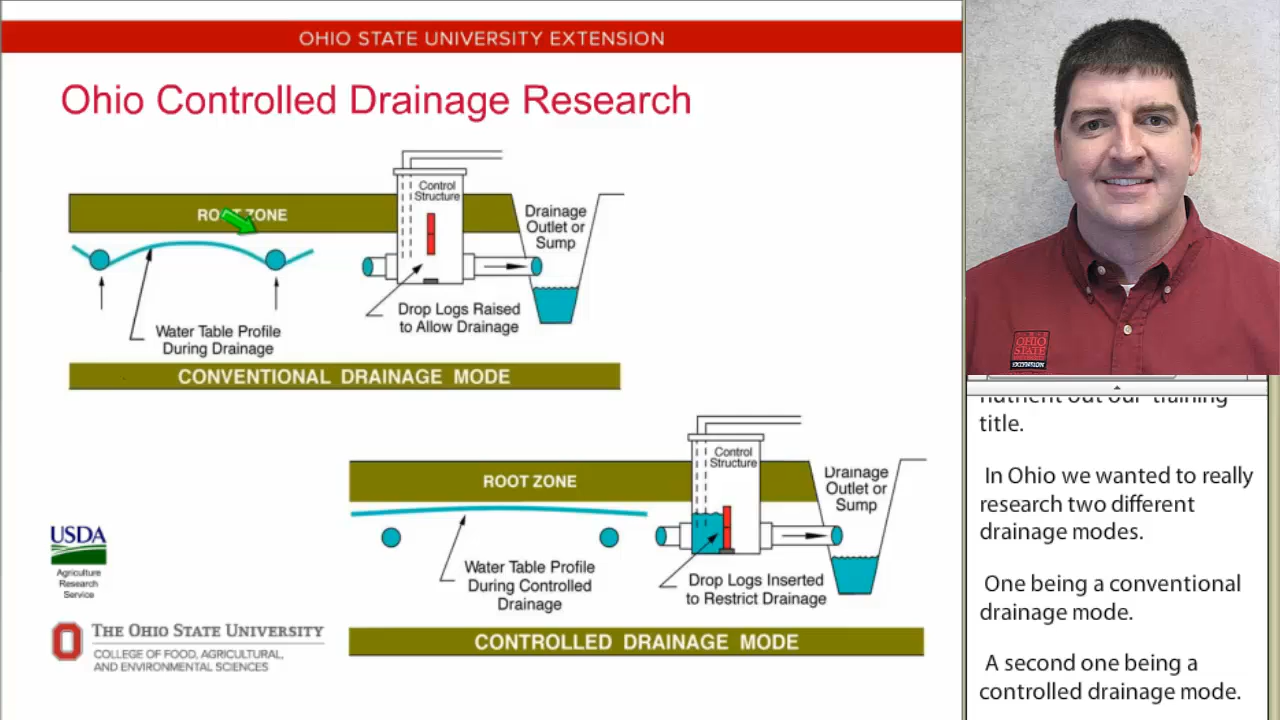 OHIO STATE UNIVERSITY EXTENSION
Ohio Controlled Drainage Research
Control
Structure
ROOT ZONE
Drainage
Outlet or
Sump
Drop Logs Raised
to Allow Drainage
Water Table Profile
During Drainage
CONVENTIONAL DRAINAGE MODE
Control
Structure
ROOT ZONE
Drainage
Outlet or
Sump
Water Table Profile
During Controlled
Drainage
Drop Logs Inserted
to Restrict Drainage
CONTROLLED DRAINAGE MODE
USDA
Agriculture
Research
Service
THE OHIO STATE UNIVERSITY
COLLEGE OF FOOD, AGRICULTURAL,
AND ENVIRONMENTAL SCIENCES
OHIO
STATE
EXTENSION
nutrient out our training
title.
In Ohio we wanted to really
research two different
drainage modes.
One being a conventional
drainage mode.
A second one being a
controlled drainage mode.